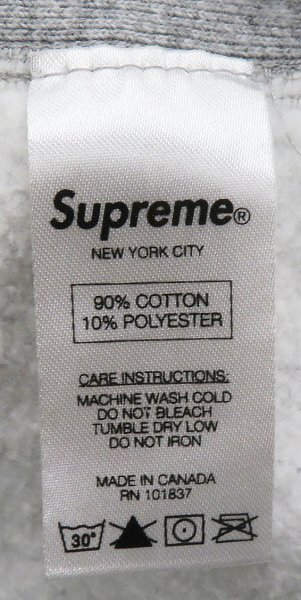 Supreme®
NEW YORK CITY
90% COTTON
10% POLYESTER
CARE INSTRUCTIONS:
MACHINE WASH COLD
DO NOT BLEACH
TUMBLE DRY LOW
DO NOT IRON
MADE IN CANADA
RN 101837
30°